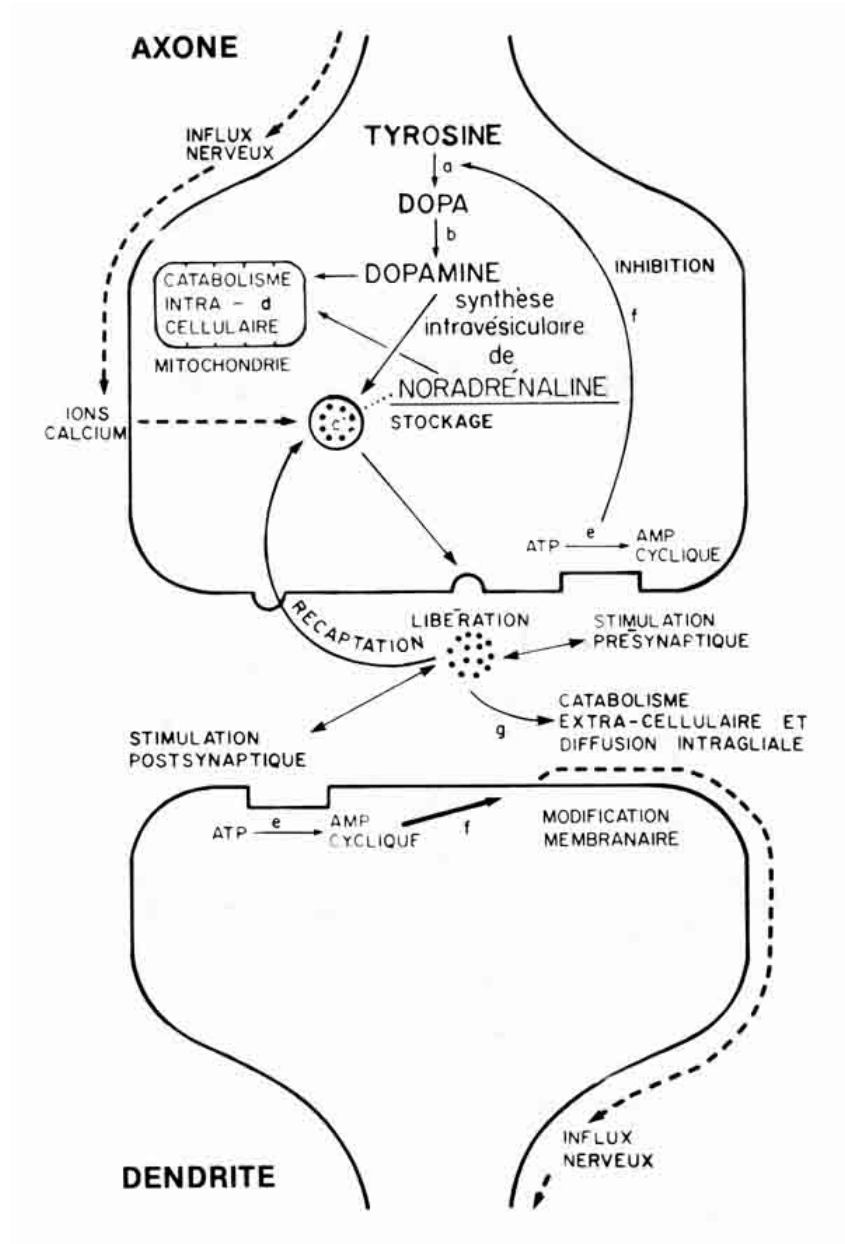 AXONE
INFLUX
NERVEUX
TYROSINE
a
DOPA
b
DOPAMINE
CATABOLISME
INTRA - d
CELLULAIRE
MITOCHONDRIE
synthèse
intravésiculaire
de
NORADRÉNALINE
STOCKAGE
INHIBITION
f
IONS
CALCIUM
c
e
ATP
AMP
CYCLIQUE
LIBÉRATION
RECAPTATION
STIMULATION
PRÉSYNAPTIQUE
g
CATABOLISME
EXTRA-CELLULAIRE ET
DIFFUSION INTRAGLIALE
STIMULATION
POSTSYNAPTIQUE
e
ATP
AMP
CYCLIQUE
f
MODIFICATION
MEMBRANAIRE
INFLUX
NERVEUX
DENDRITE